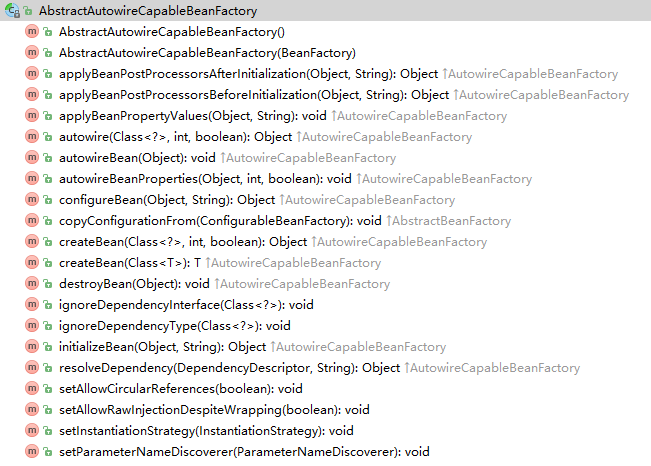 AbstractAutowireCapableBeanFactory
AbstractAutowireCapableBeanFactory()
AbstractAutowireCapableBeanFactory(BeanFactory)
applyBeanPostProcessorsAfterInitialization(Object, String): Object ↑AutowireCapableBeanFactory
applyBeanPostProcessorsBeforeInitialization(Object, String): Object ↑AutowireCapableBeanFactory
applyBeanPropertyValues(Object, String): void ↑AutowireCapableBeanFactory
autowire(Class<?>, int, boolean): Object ↑AutowireCapableBeanFactory
autowireBean(Object): void ↑AutowireCapableBeanFactory
autowireBeanProperties(Object, int, boolean): void ↑AutowireCapableBeanFactory
configureBean(Object, String): Object ↑AutowireCapableBeanFactory
copyConfigurationFrom(ConfigurableBeanFactory): void ↑AbstractBeanFactory
createBean(Class<?>, int, boolean): Object ↑AutowireCapableBeanFactory
createBean(Class<T>): T ↑AutowireCapableBeanFactory
destroyBean(Object): void ↑AutowireCapableBeanFactory
ignoreDependencyInterface(Class<?>): void
ignoreDependencyType(Class<?>): void
initializeBean(Object, String): Object ↑AutowireCapableBeanFactory
resolveDependency(DependencyDescriptor, String): Object ↑AutowireCapableBeanFactory
setAllowCircularReferences(boolean): void
setAllowRawInjectionDespiteWrapping(boolean): void
setInstantiationStrategy(InstantiationStrategy): void
setParameterNameDiscoverer(ParameterNameDiscoverer): void